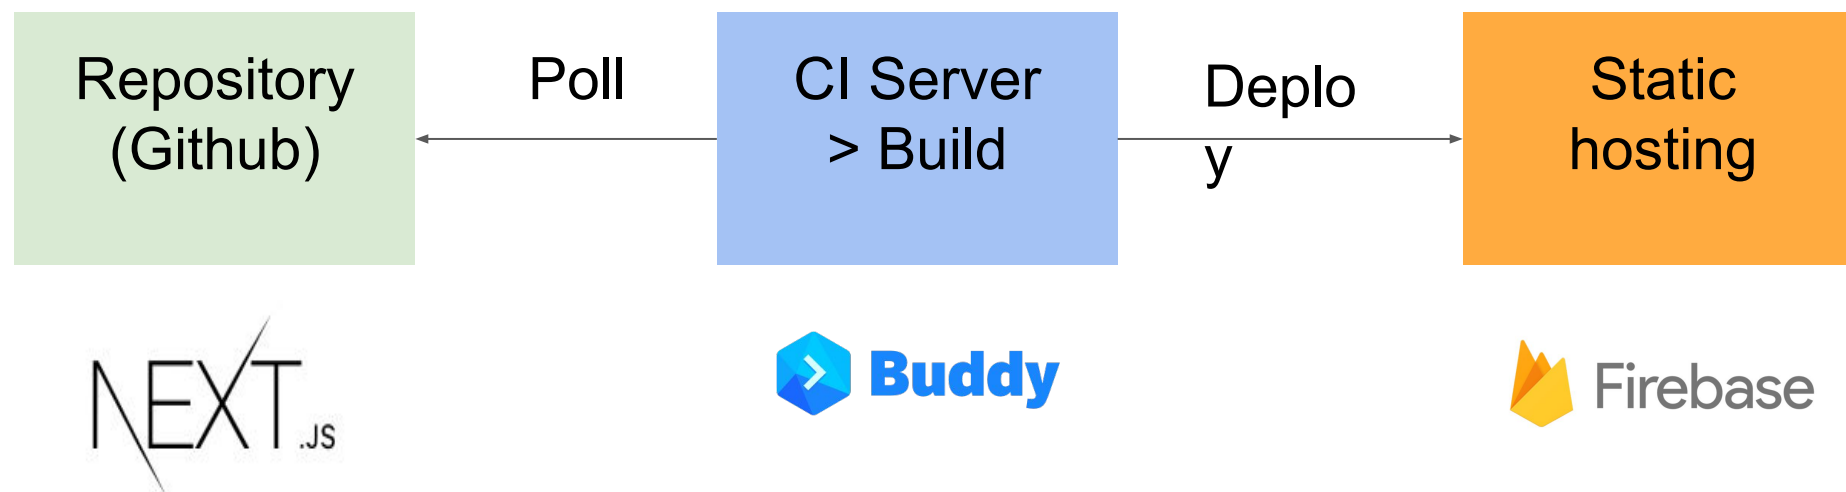 Repository
(Github)
Poll
CI Server
> Build
Deplo
y
Static
hosting
NEXT.JS
Buddy
Firebase